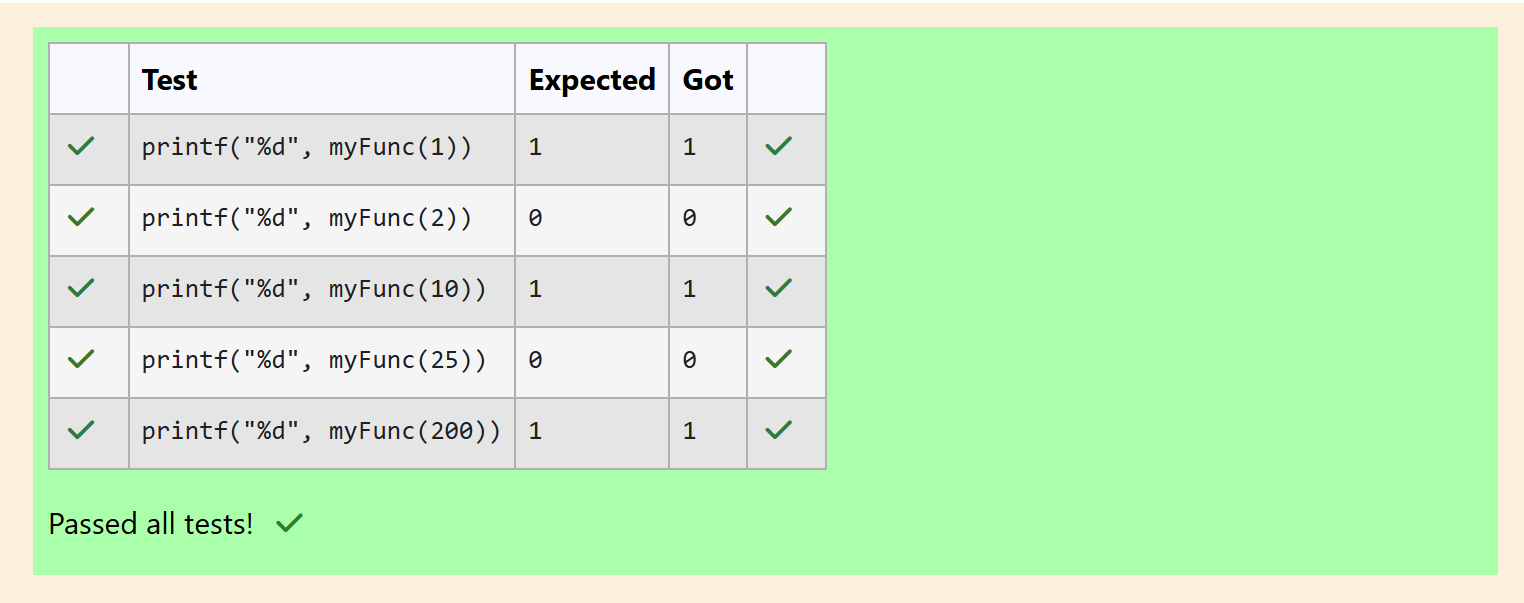 Test Expected Got
printf("%d", myFunc(1)) 1 1
printf("%d", myFunc(2)) 0 0
printf("%d", myFunc(10)) 1 1
printf("%d", myFunc(25)) 0 0
printf("%d", myFunc(200)) 1 1
Passed all tests!